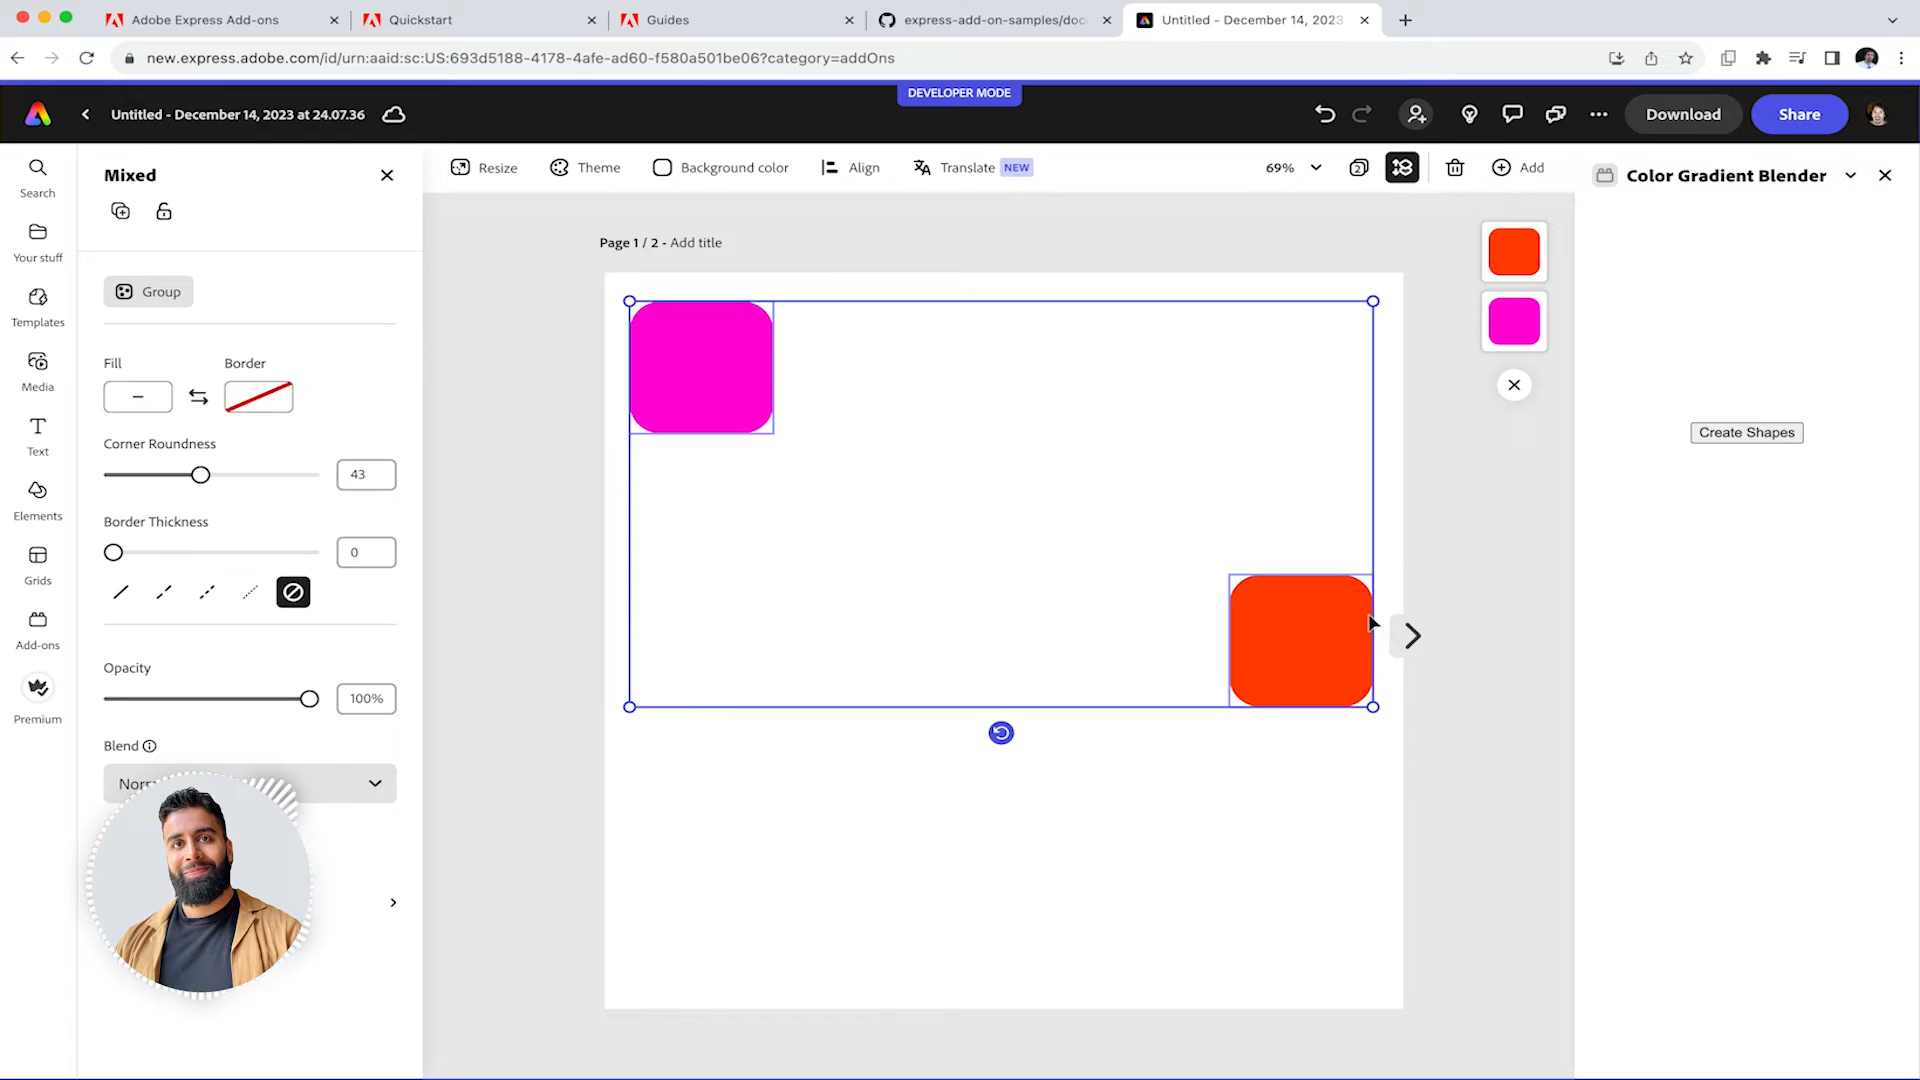 Adobe Express Add-ons
Quickstart
Guides
express-add-on-samples/doc
Untitled - December 14, 2023
new.express.adobe.com/id/urn:aaid:sc:US:693d5188-4178-4afe-ad60-f580a501be06?category=addOns
DEVELOPER MODE
Untitled - December 14, 2023 at 24.07.36
Download
Share
Search
Your stuff
Templates
Media
Text
Elements
Grids
Add-ons
Premium
Mixed
Group
Fill
Border
Corner Roundness
43
Border Thickness
0
Opacity
100%
Blend
Resize
Theme
Background color
Align
Translate NEW
69%
2
Add
Page 1 / 2 - Add title
Color Gradient Blender
Create Shapes